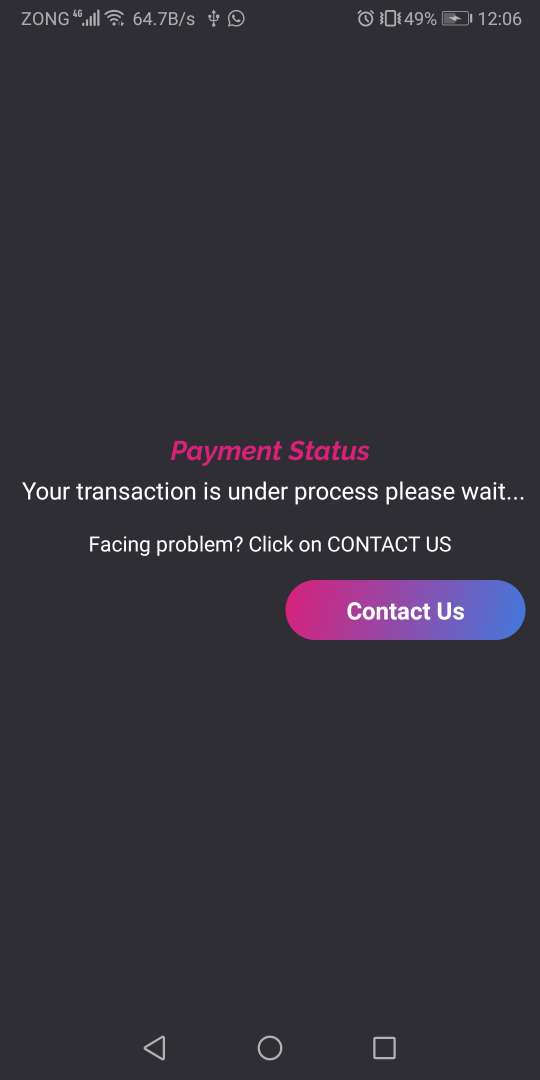 ZONG 4G 64.7B/s 49% 12:06
Payment Status
Your transaction is under process please wait...
Facing problem? Click on CONTACT US
Contact Us